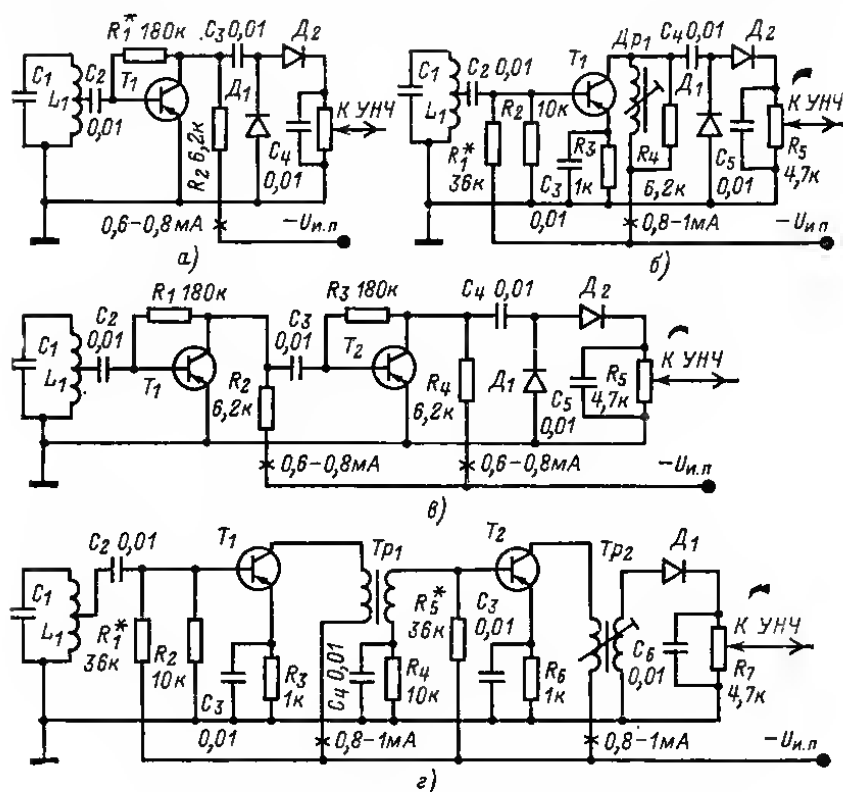 R₁* 180к
C₃ 0,01
Д₂
C₁
L₁
C₂
0,01
T₁
Д₁
R₂ 6,2к
C₄
0,01
К УНЧ
0,6–0,8мА
–Uи.п
а)
C₁
L₁
C₂ 0,01
T₁
Др₁
C₄ 0,01
Д₂
R₁*
36к
R₂
10к
C₃
0,01
R₃
1к
R₄
6,2к
Д₁
C₅
0,01
R₅
4,7к
К УНЧ
0,8–1мА
–Uи.п
б)
C₁
L₁
C₂
0,01
R₁ 180к
T₁
R₂
6,2к
C₃
0,01
R₃ 180к
T₂
R₄
6,2к
C₄ 0,01
Д₂
Д₁
C₅
0,01
R₅
4,7к
К УНЧ
0,6–0,8мА
0,6–0,8мА
–Uи.п
в)
C₁
L₁
C₂ 0,01
R₁*
36к
R₂
10к
T₁
C₃
0,01
R₃
1к
Тр₁
C₄ 0,01
R₄
10к
R₅*
36к
C₃
0,01
T₂
R₆
1к
Тр₂
Д₁
C₆
0,01
R₇
4,7к
К УНЧ
0,8–1мА
0,8–1мА
–Uи.п
г)